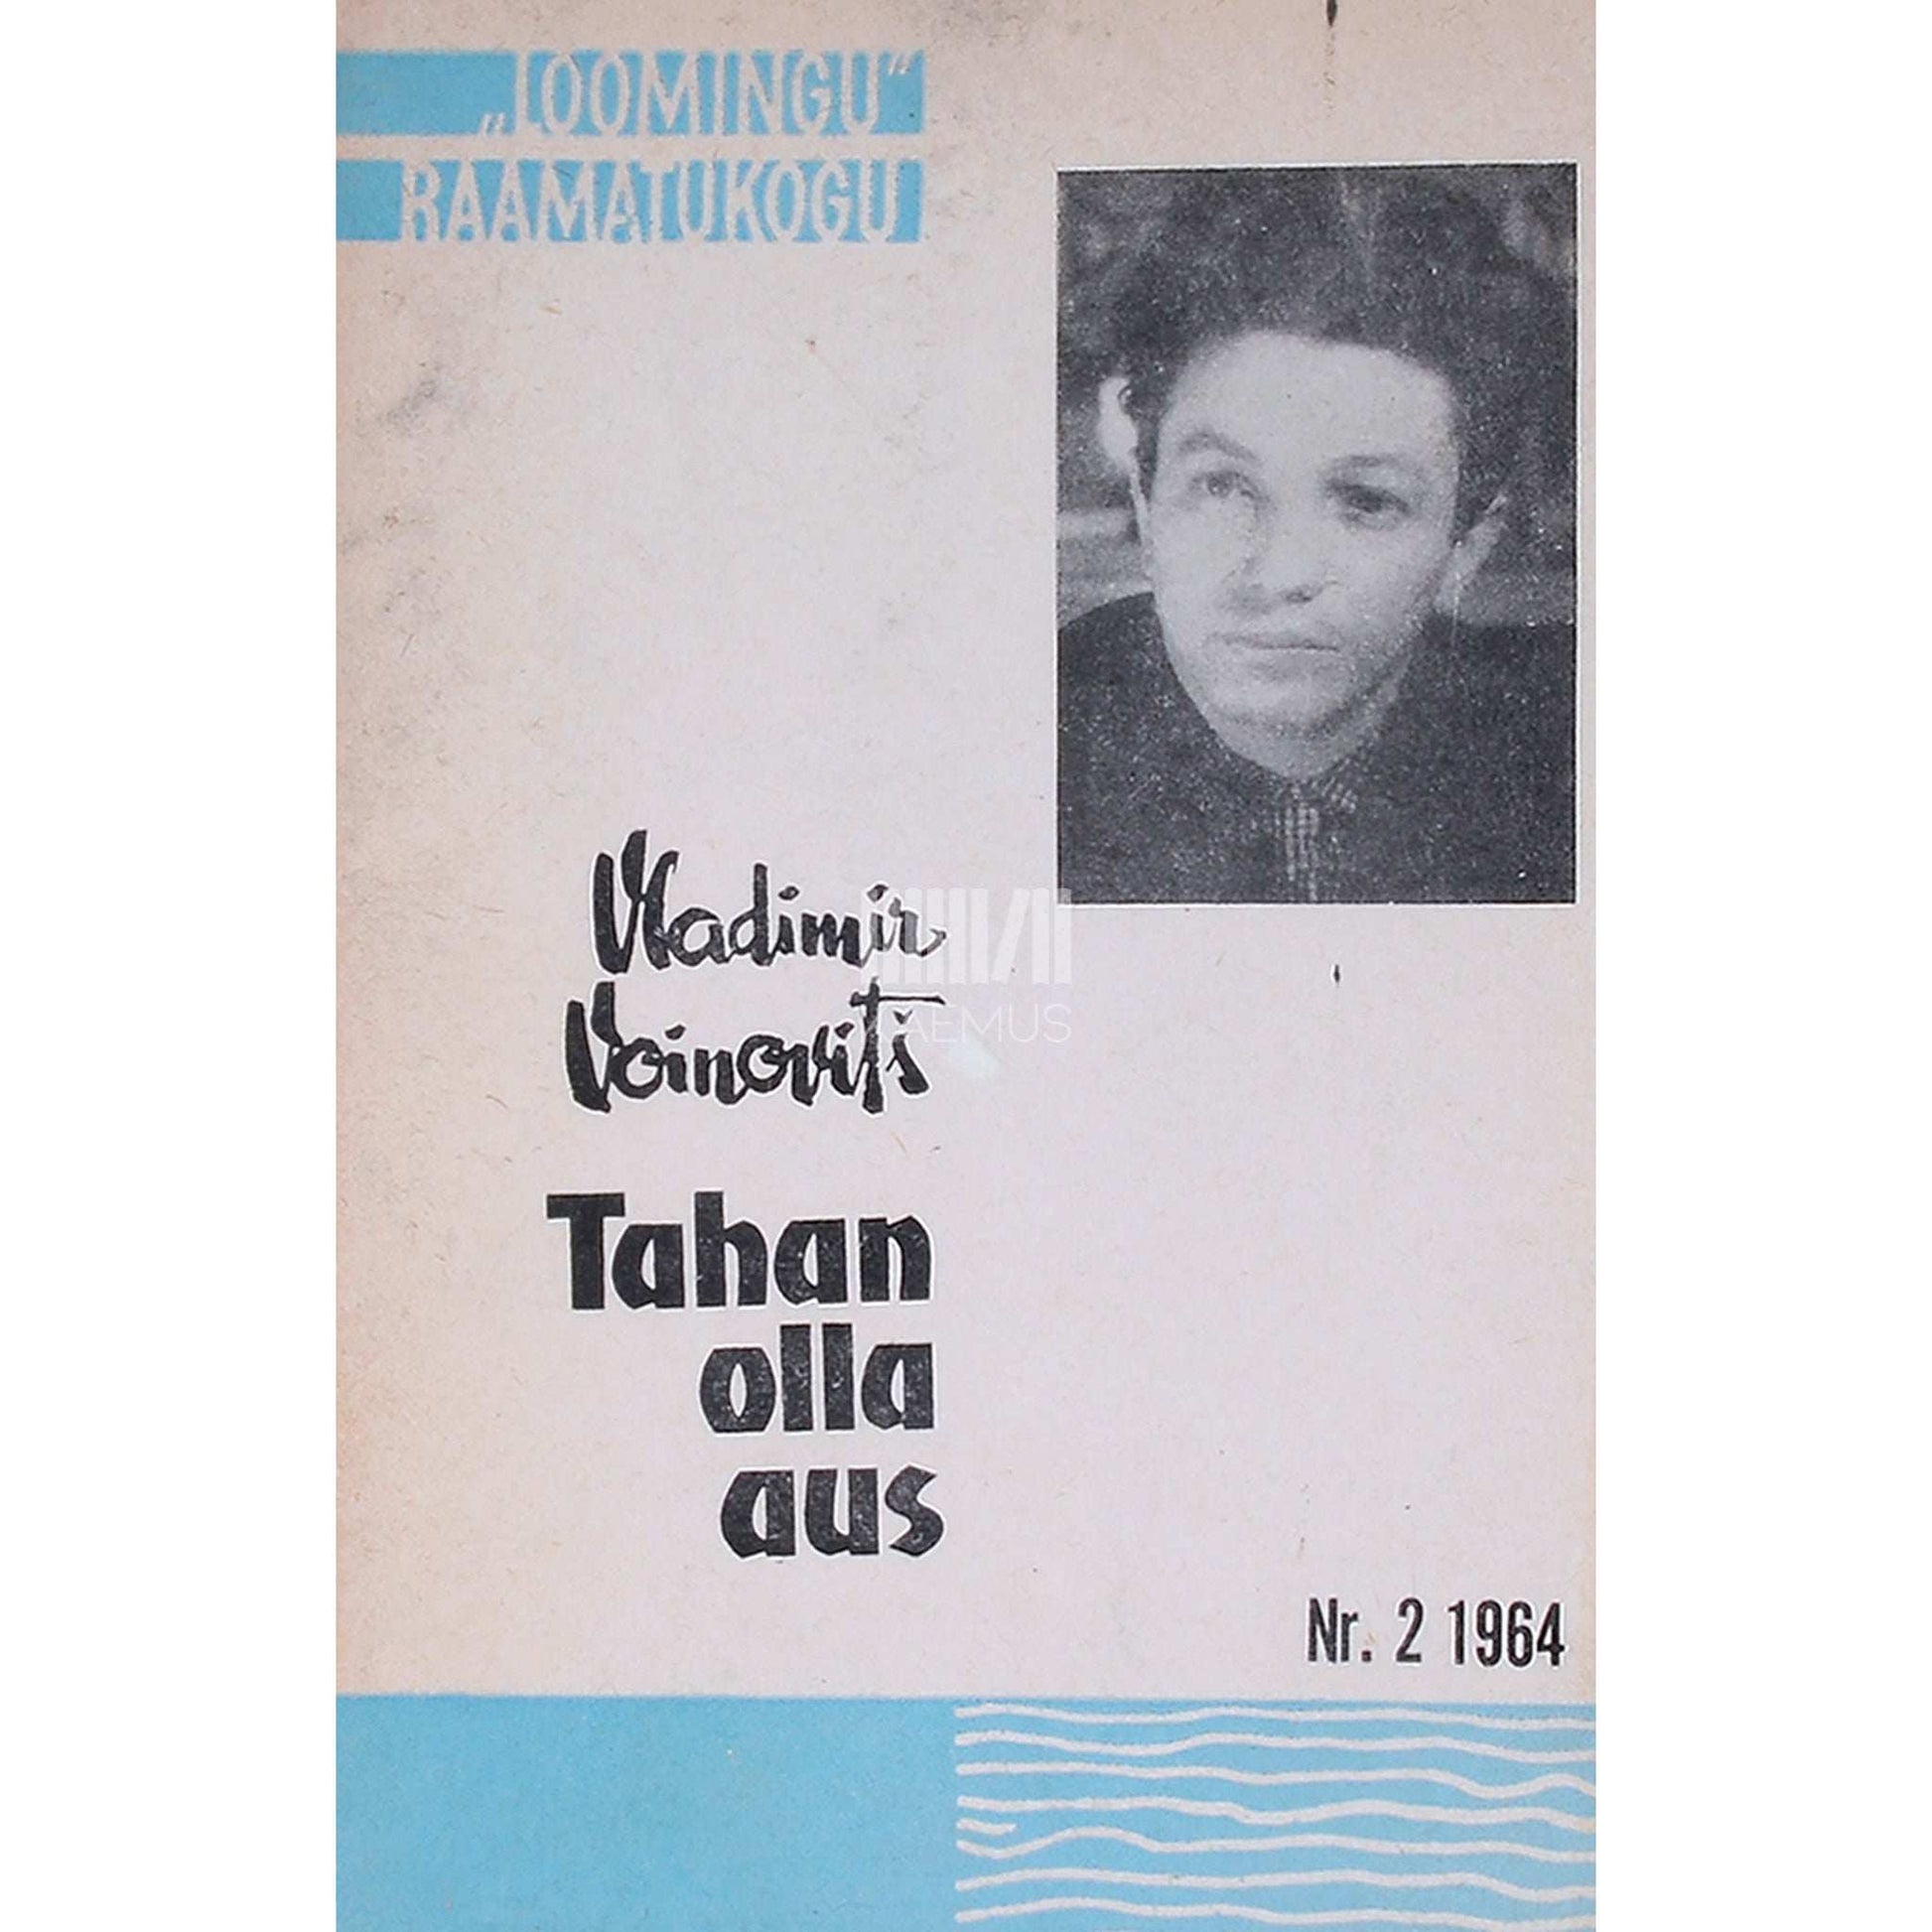 „LOOMINGU“
RAAMATUKOGU
Vladimir
Voinovitš
Tahan
olla
aus
Nr. 2 1964